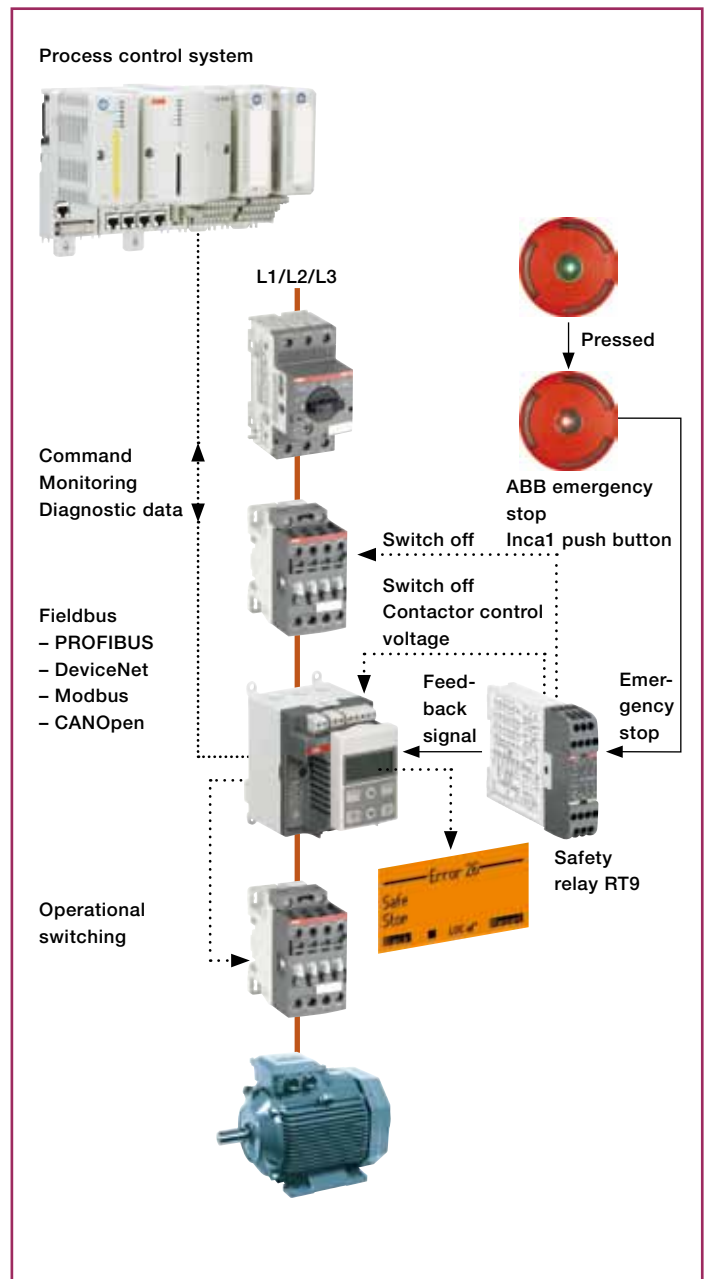 Process control system
L1/L2/L3
Pressed
ABB emergency
stop
Inca1 push button
Command
Monitoring
Diagnostic data
Switch off
Switch off
Contactor control
voltage
Fieldbus
– PROFIBUS
– DeviceNet
– Modbus
– CANOpen
Feed-
back
signal
Emer-
gency
stop
Safety
relay RT9
Error 26
Safe
Stop
LOC
Operational
switching